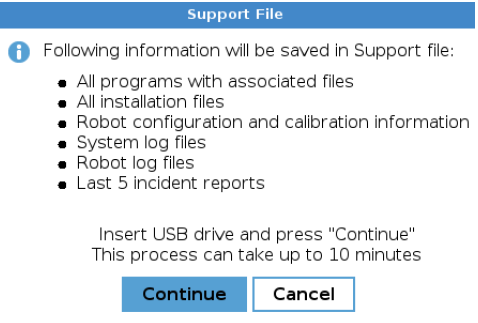 Support File
Following information will be saved in Support file:
● All programs with associated files
● All installation files
● Robot configuration and calibration information
● System log files
● Robot log files
● Last 5 incident reports
Insert USB drive and press "Continue"
This process can take up to 10 minutes
Continue
Cancel